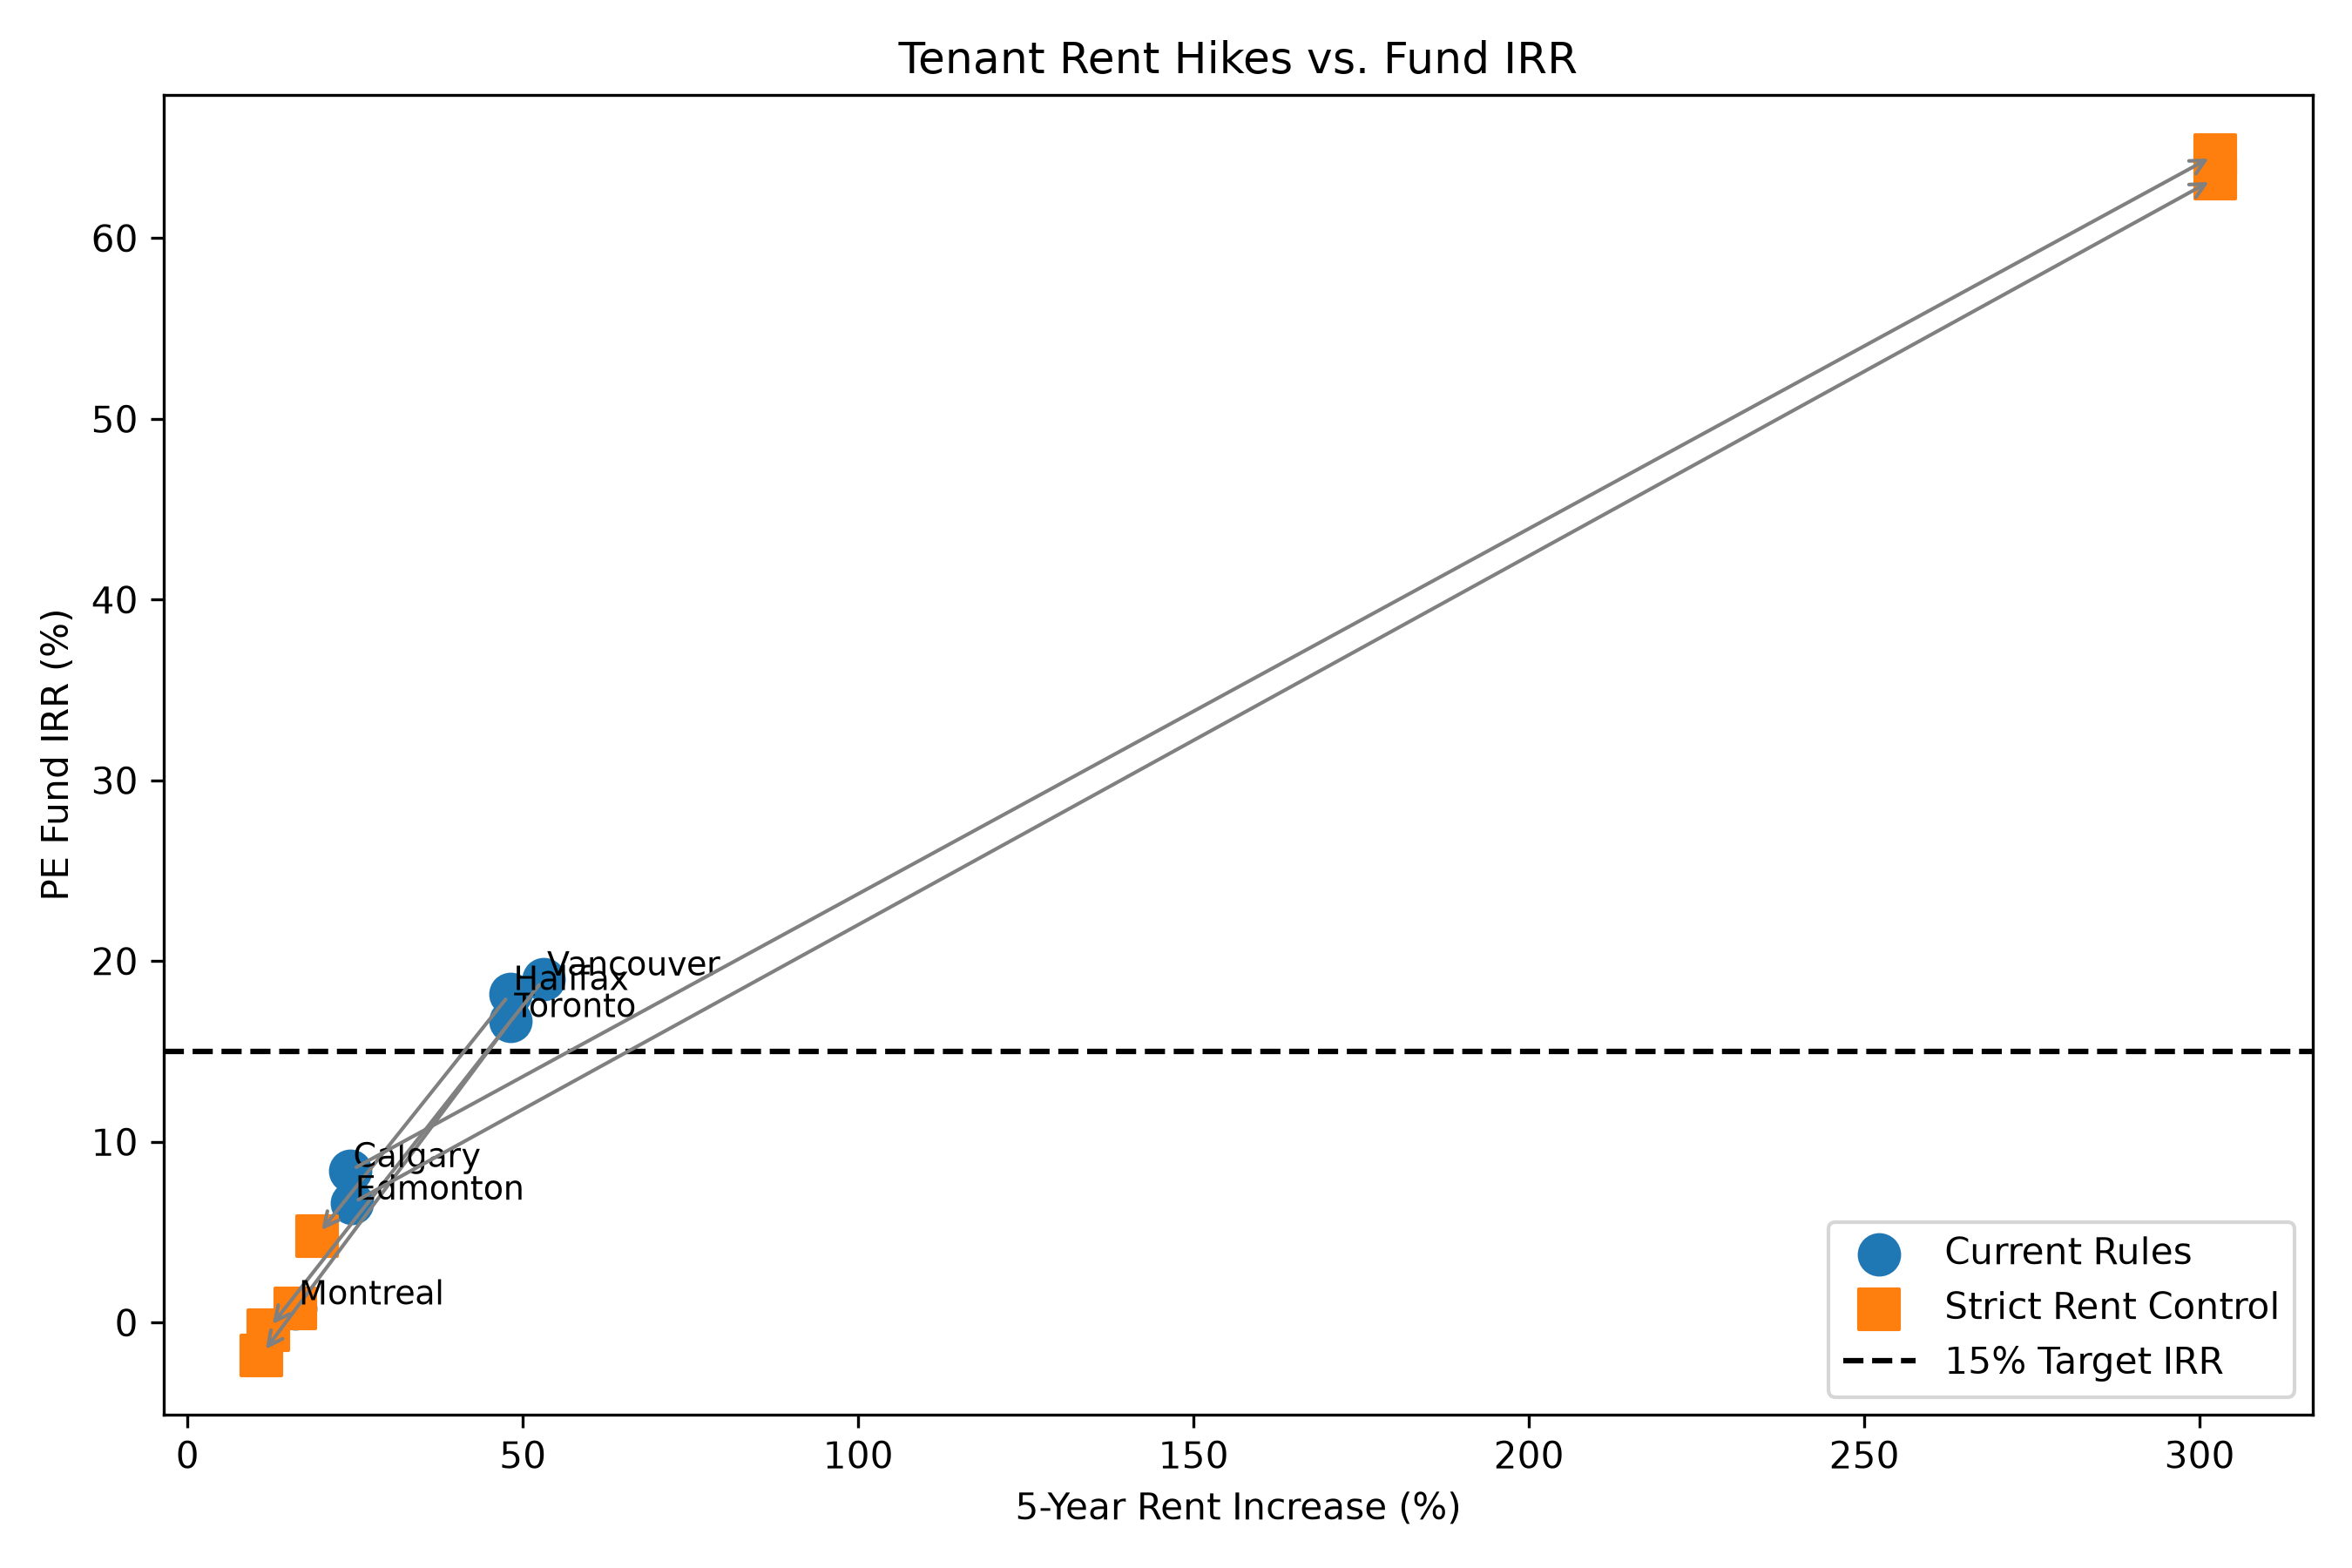 Tenant Rent Hikes vs. Fund IRR
PE Fund IRR (%)
60
50
40
30
20
10
0
Vancouver
Halifax
Toronto
Calgary
Edmonton
Montreal
Current Rules
Strict Rent Control
15% Target IRR
0
50
100
150
200
250
300
5-Year Rent Increase (%)